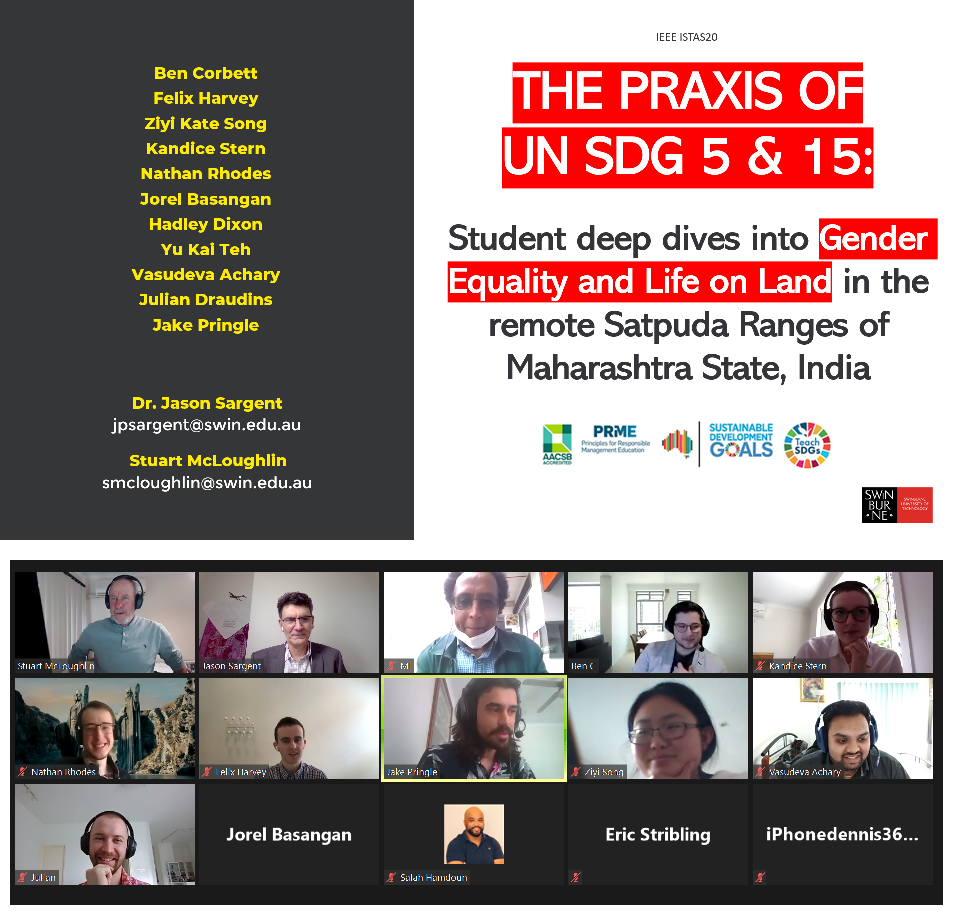 Ben Corbett
Felix Harvey
Ziyi Kate Song
Kandice Stern
Nathan Rhodes
Jorel Basangan
Hadley Dixon
Yu Kai Teh
Vasudeva Achary
Julian Draudins
Jake Pringle
Dr. Jason Sargent
jpsargent@swin.edu.au
Stuart McLoughlin
smcloughlin@swin.edu.au
IEEE ISTAS20
THE PRAXIS OF
UN SDG 5 & 15:
Student deep dives into Gender
Equality and Life on Land in the
remote Satpuda Ranges of
Maharashtra State, India
AACSB
ACCREDITED
PRME
Principles for Responsible
Management Education
SUSTAINABLE
DEVELOPMENT
GOALS
Teach
SDGs
SWIN
BUR
NE
SWINBURNE
UNIVERSITY OF
TECHNOLOGY
Stuart McLoughlin
Jason Sargent
M
Ben C
Kandice Stern
Nathan Rhodes
Felix Harvey
Jake Pringle
Ziyi Song
Vasudeva Achary
Julian
Jorel Basangan
Salah Hamdoun
Eric Stribling
iPhonedennis36...